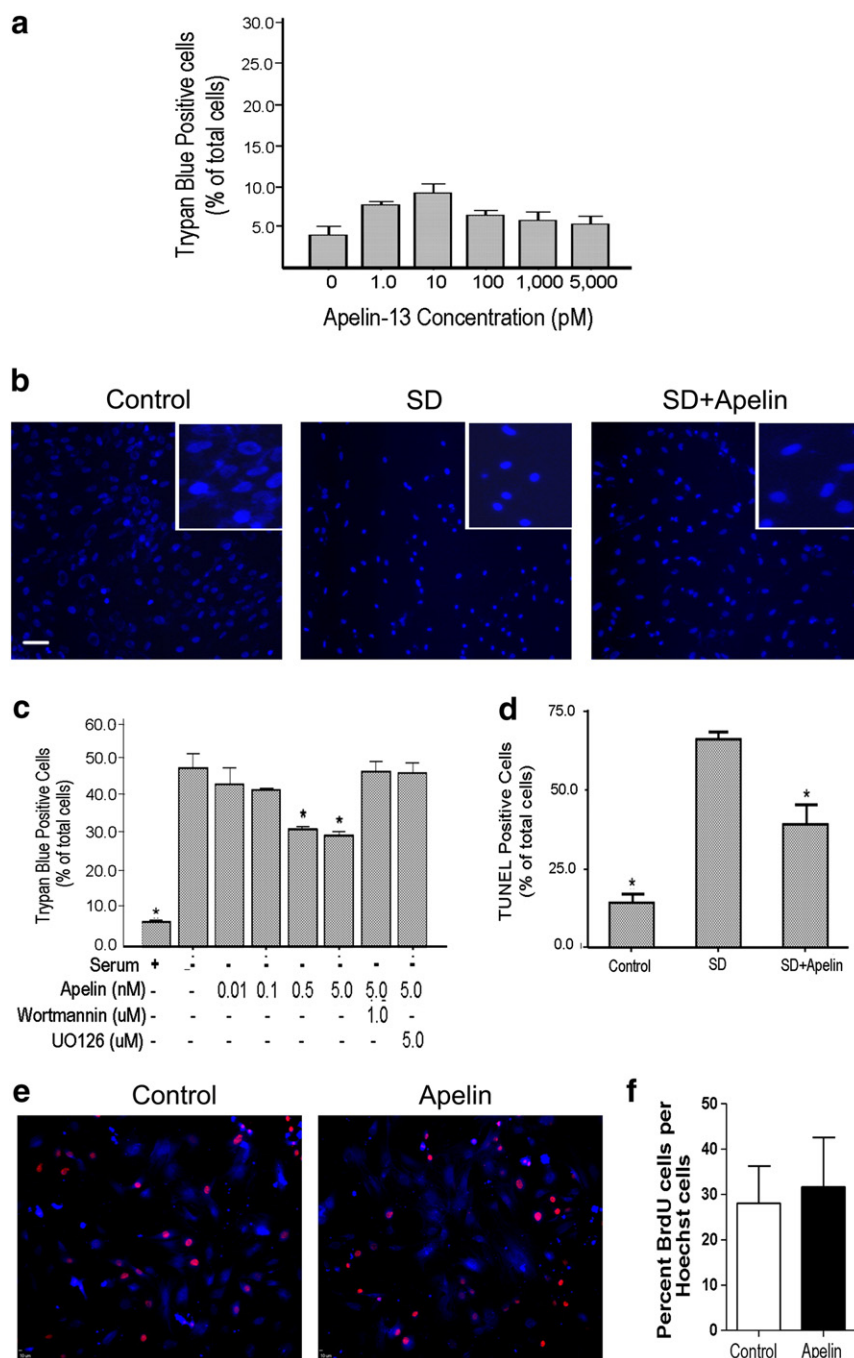 a
30.0
25.0
20.0
15.0
10.0
5.0
Trypan Blue Positive cells
(% of total cells)
0 1.0 10 100 1,000 5,000
Apelin-13 Concentration (pM)
b
Control SD SD+Apelin
c
60.0
50.0
40.0
30.0
20.0
10.0
0.0
Trypan Blue Positive Cells
(% of total cells)
* * *
Serum + - - - - - - -
Apelin (nM) - - 0.01 0.1 0.5 5.0 5.0 5.0
Wortmannin (uM) - - - - - - 1.0 -
UO126 (uM) - - - - - - - 5.0
d
75.0
50.0
25.0
0.0
TUNEL Positive Cells
(% of total cells)
* *
Control SD SD+Apelin
e
Control Apelin
f
50
40
30
20
10
0
Percent BrdU cells per
Hoechst cells
Control Apelin